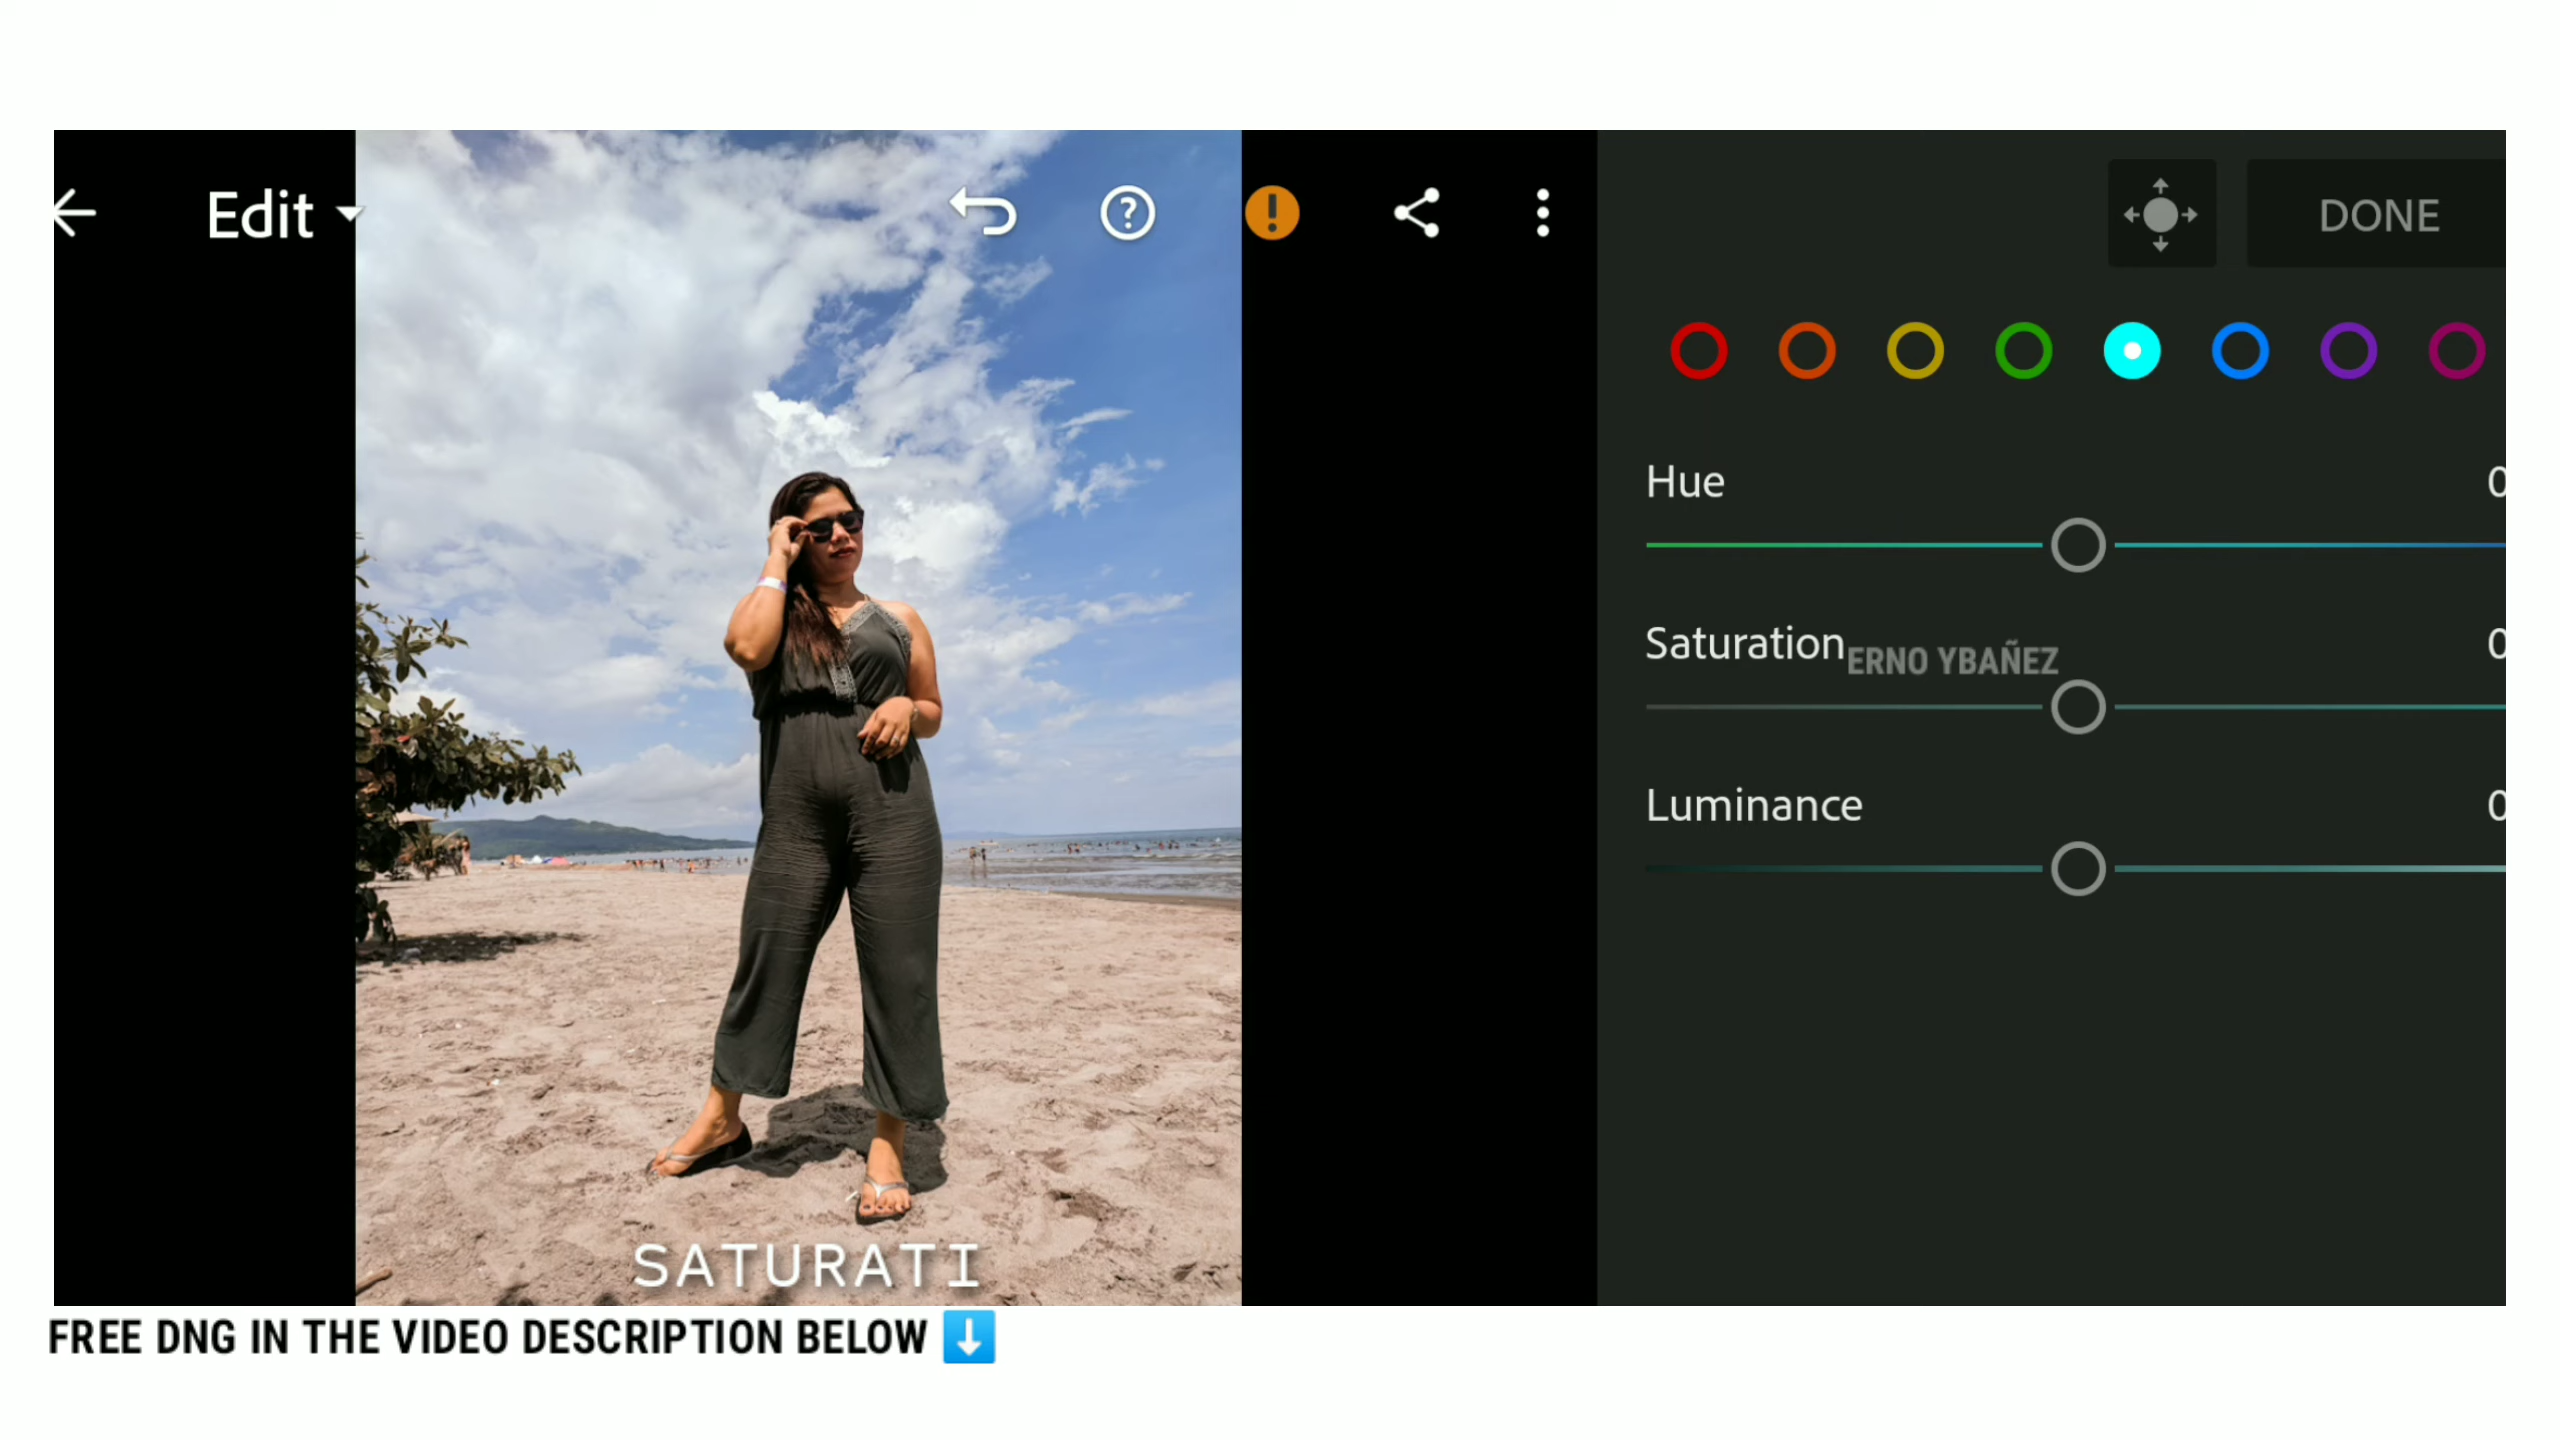 Edit
DONE
Hue 0
Saturation 0
ERNO YBAÑEZ
Luminance 0
SATURATI
FREE DNG IN THE VIDEO DESCRIPTION BELOW